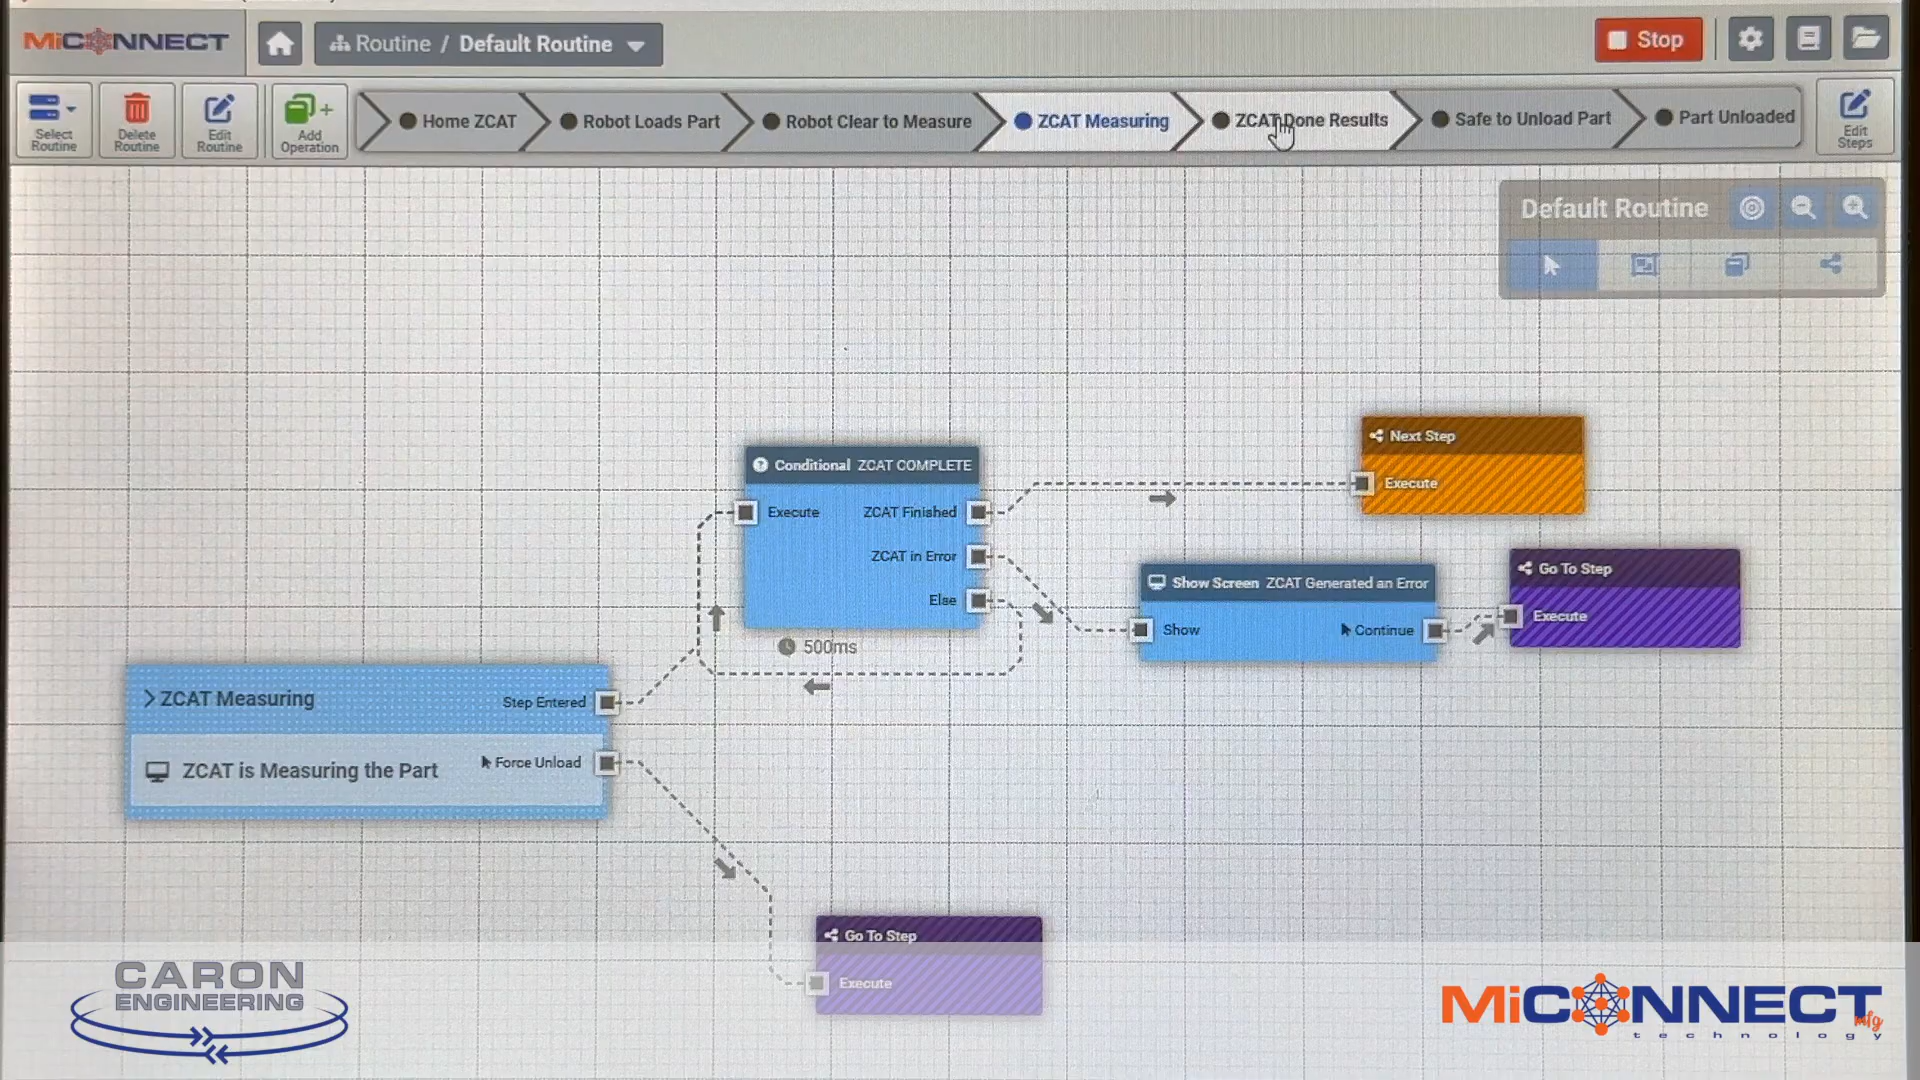 MiCONNECT
Routine / Default Routine
Stop
Select Routine
Delete Routine
Edit Routine
Add Operation
Home ZCAT
Robot Loads Part
Robot Clear to Measure
ZCAT Measuring
ZCAT Done Results
Safe to Unload Part
Part Unloaded
Edit Steps
Default Routine
Next Step
Execute
Conditional ZCAT COMPLETE
Execute
ZCAT Finished
ZCAT in Error
Else
500ms
Show Screen ZCAT Generated an Error
Show
Continue
Go To Step
Execute
ZCAT Measuring
Step Entered
ZCAT is Measuring the Part
Force Unload
Go To Step
Execute
CARON
ENGINEERING
MiCONNECT
mfg
technology